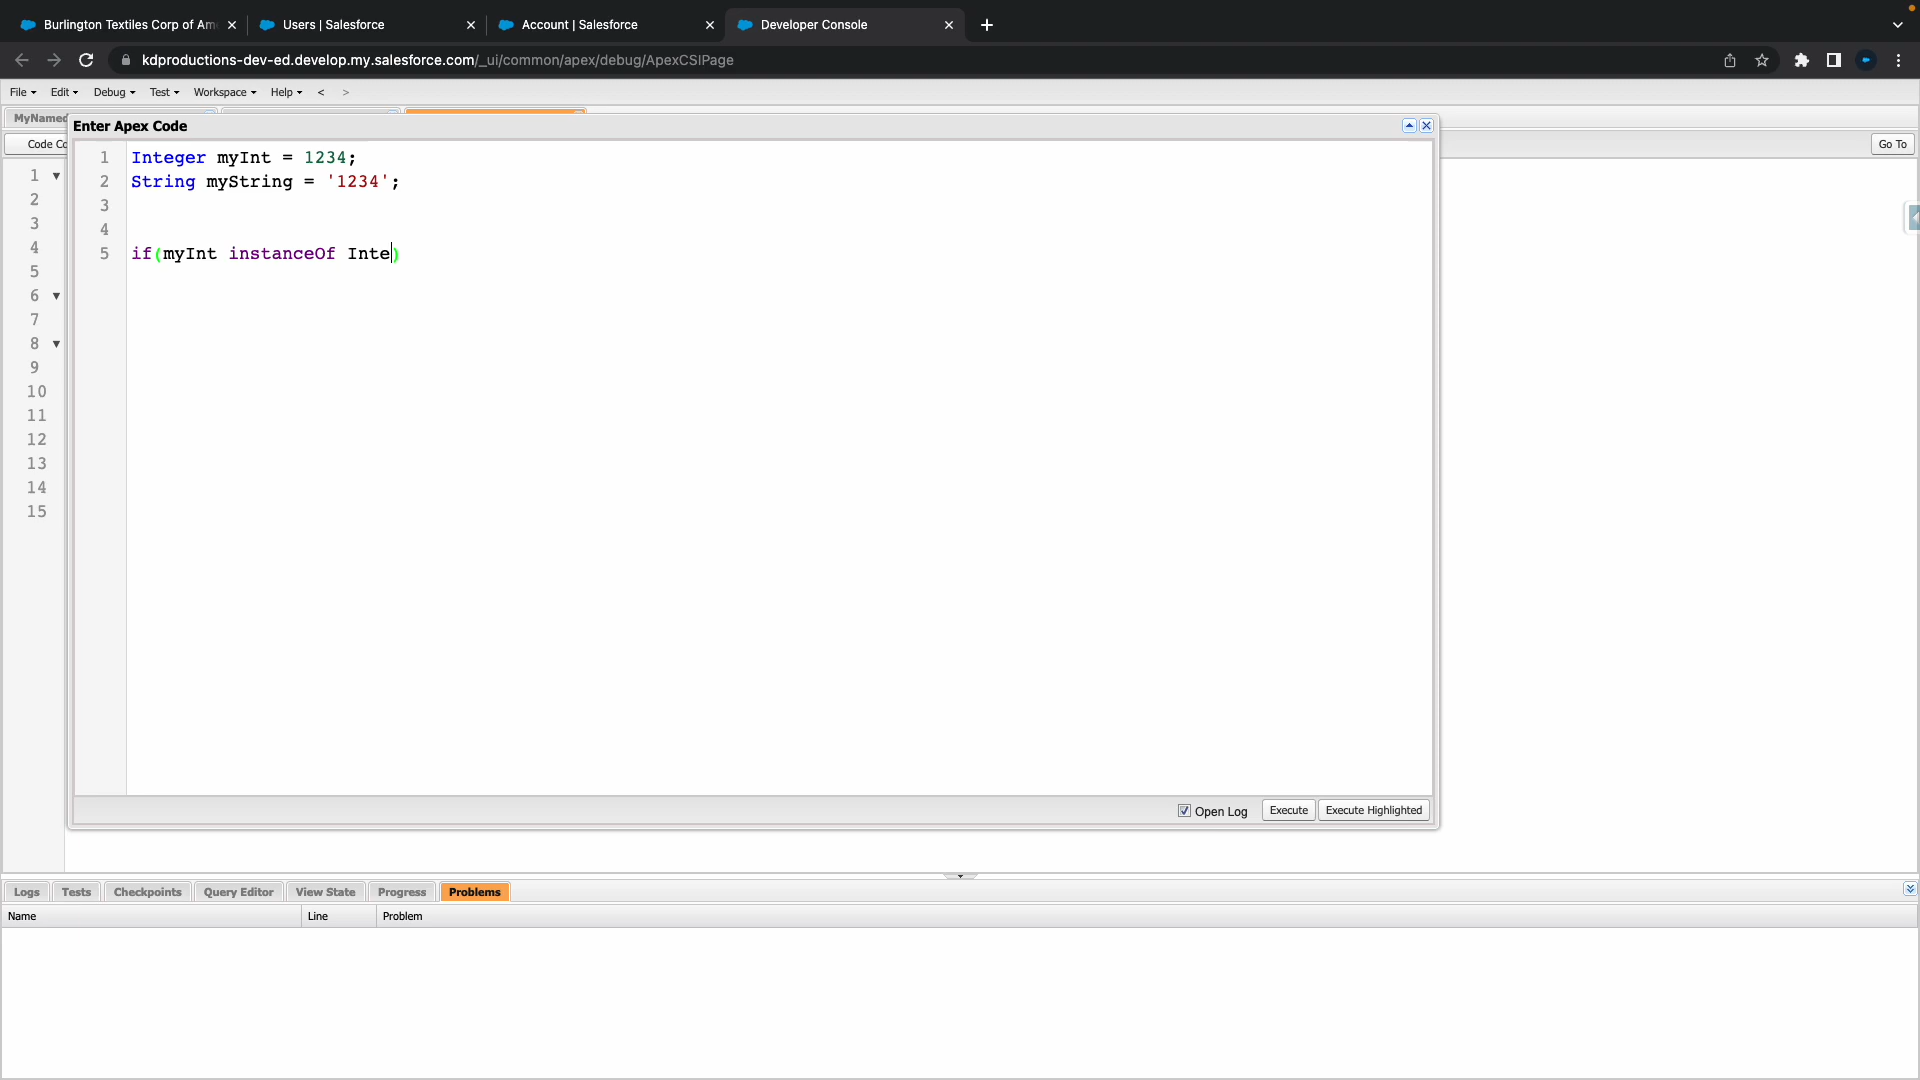 Burlington Textiles Corp of Am
Users | Salesforce
Account | Salesforce
Developer Console
kdproductions-dev-ed.develop.my.salesforce.com/_ui/common/apex/debug/ApexCSIPage
File Edit Debug Test Workspace Help < >
MyNamed
Enter Apex Code
Code Co
Go To
1 Integer myInt = 1234;
2 String myString = '1234';
3
4
5 if(myInt instanceOf Inte)
1
2
3
4
5
6
7
8
9
10
11
12
13
14
15
Open Log Execute Execute Highlighted
Logs Tests Checkpoints Query Editor View State Progress Problems
Name Line Problem